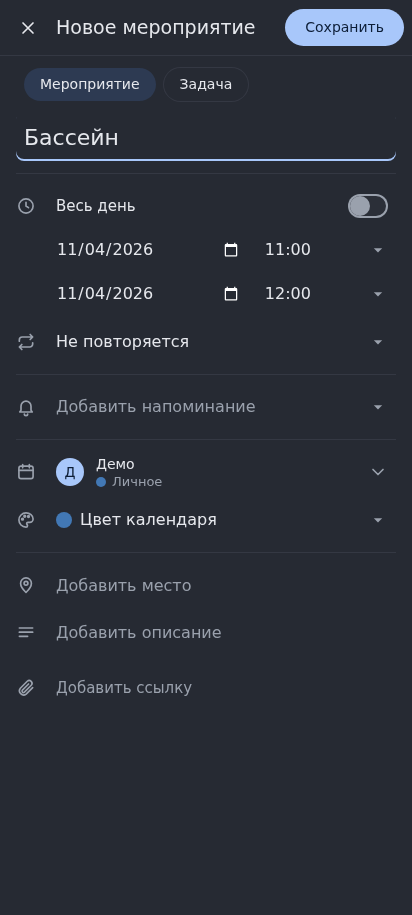 Новое мероприятие
Сохранить
Мероприятие
Задача
Бассейн
Весь день
11/04/2026 11:00
11/04/2026 12:00
Не повторяется
Добавить напоминание
Д
Демо
Личное
Цвет календаря
Добавить место
Добавить описание
Добавить ссылку